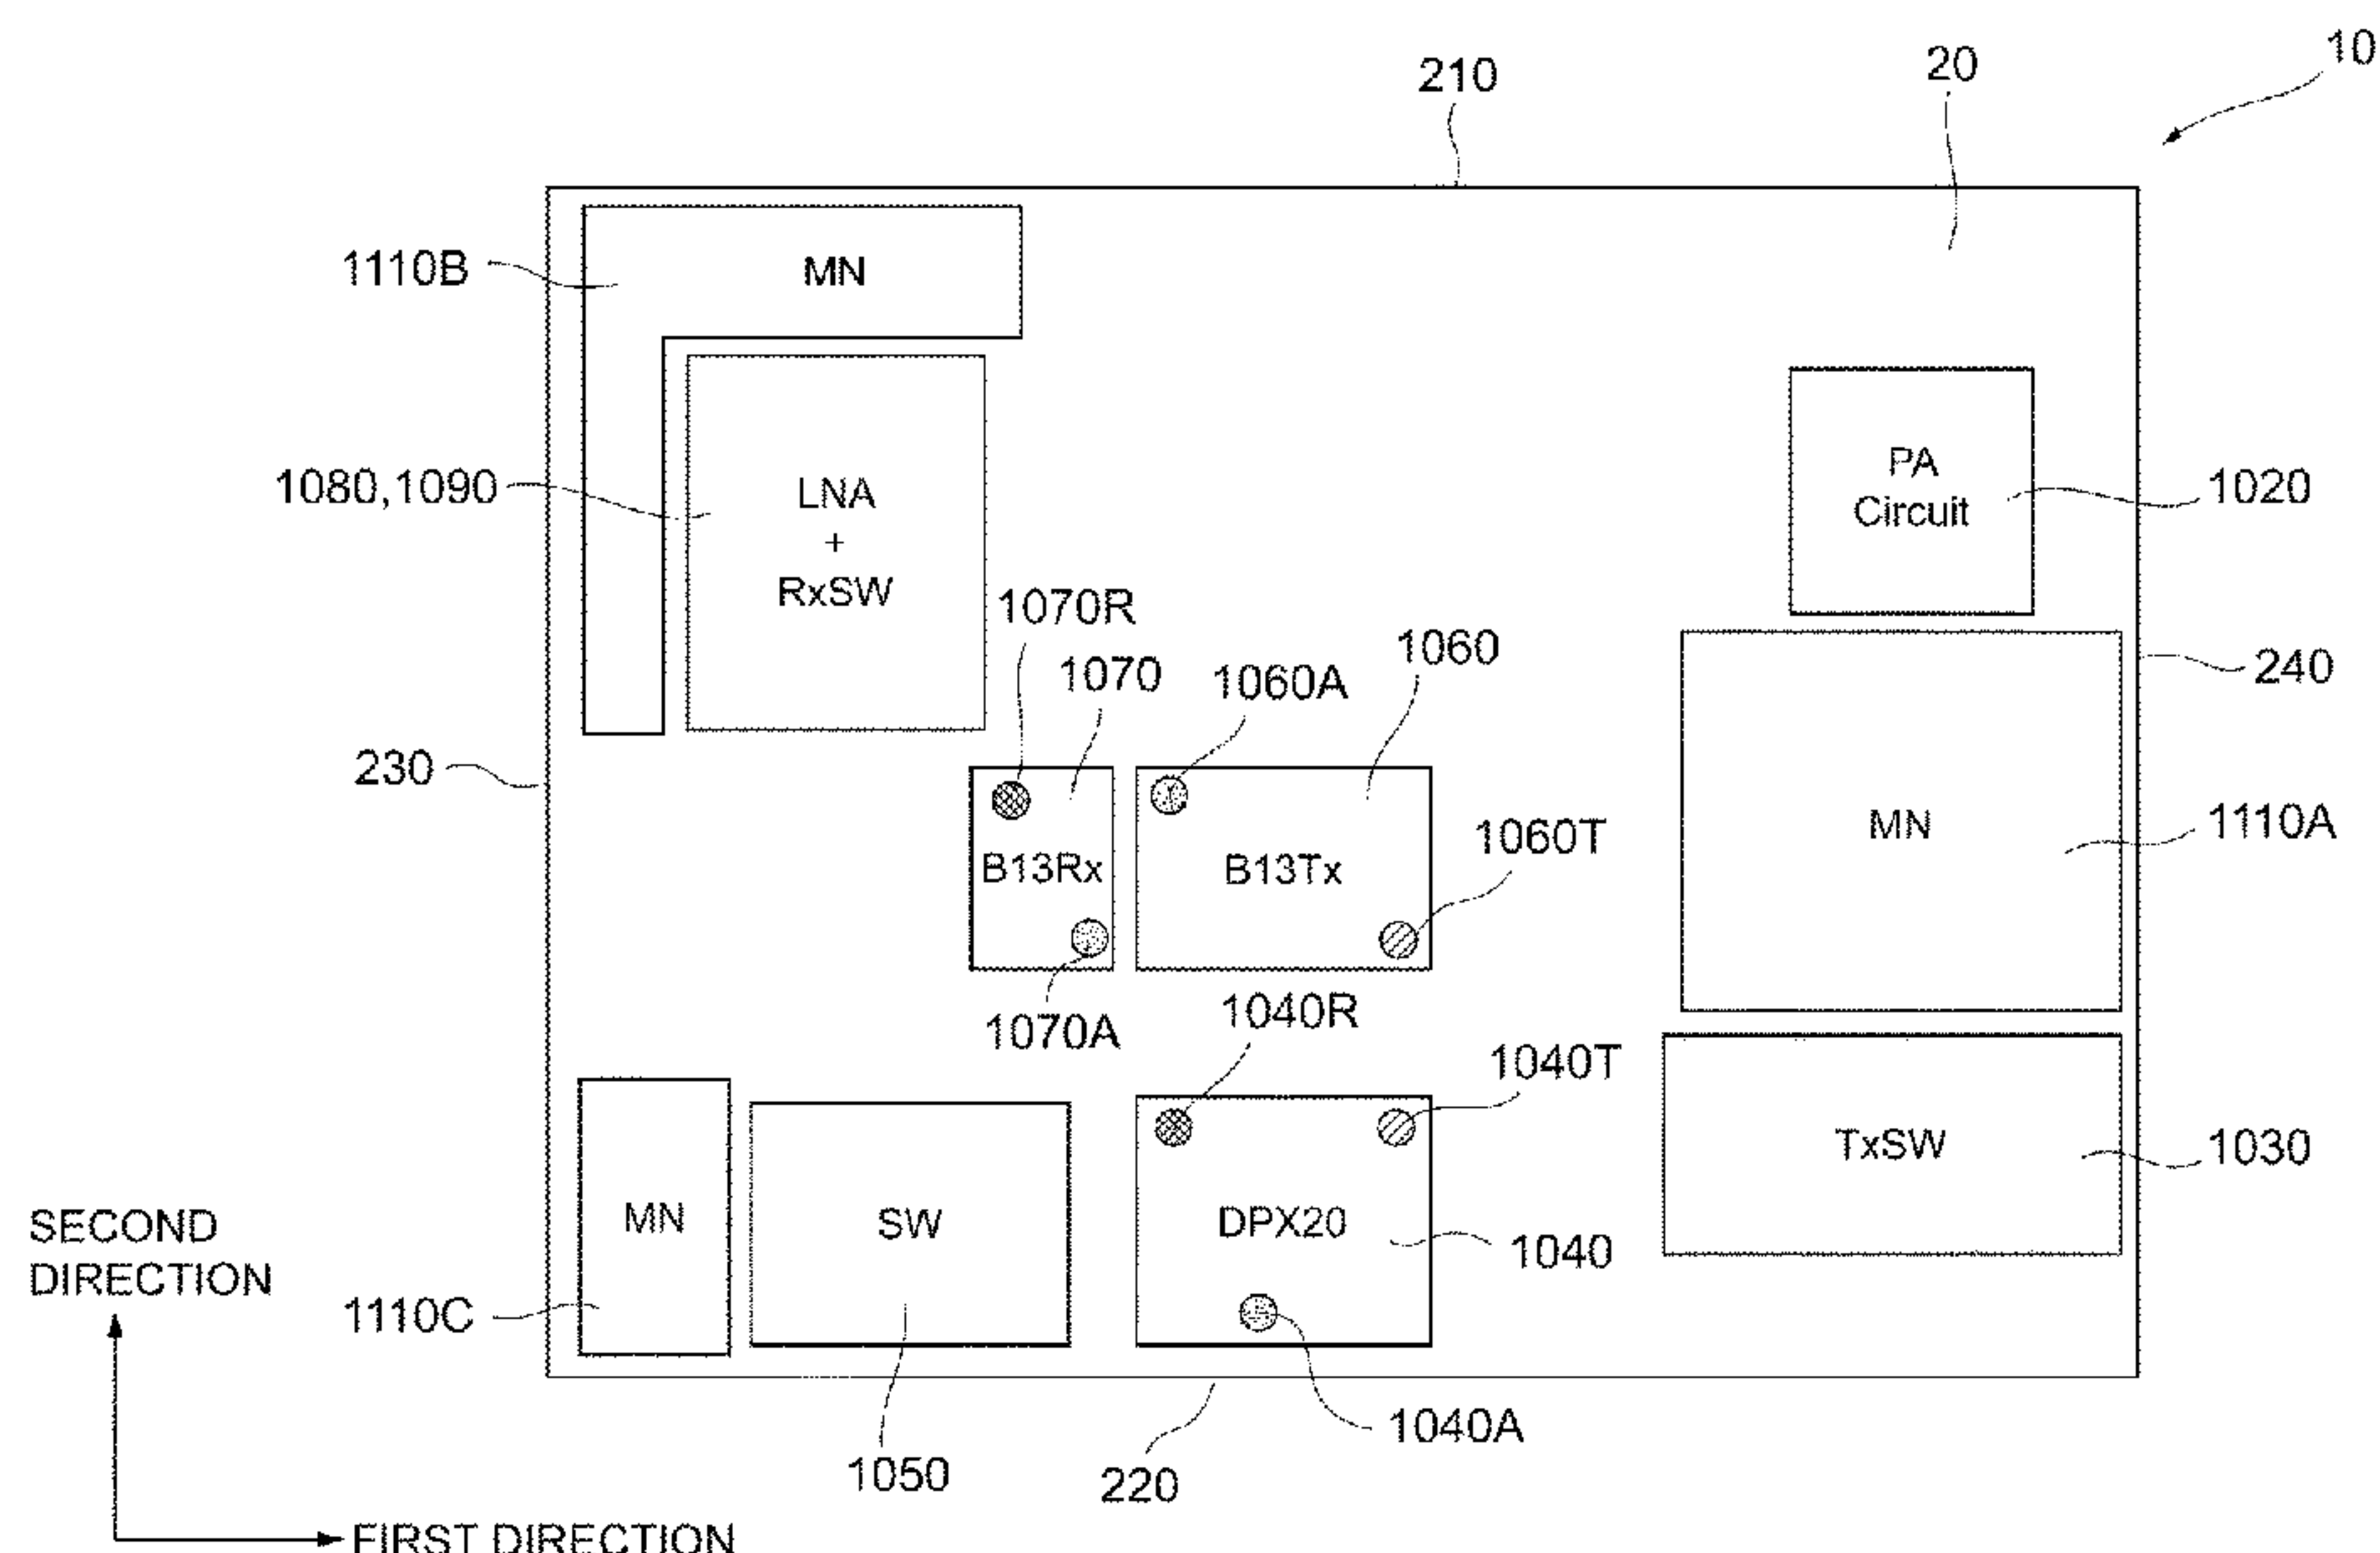 10
20
210
1110B
MN
PA
Circuit
1020
1080,1090
LNA
+
RxSW
1070R
1070
1060A
1060
240
230
B13Rx
B13Tx
1060T
MN
1110A
1070A
1040R
1040T
TxSW
1030
MN
SW
DPX20
1040
1110C
1040A
1050
220
SECOND
DIRECTION
FIRST DIRECTION